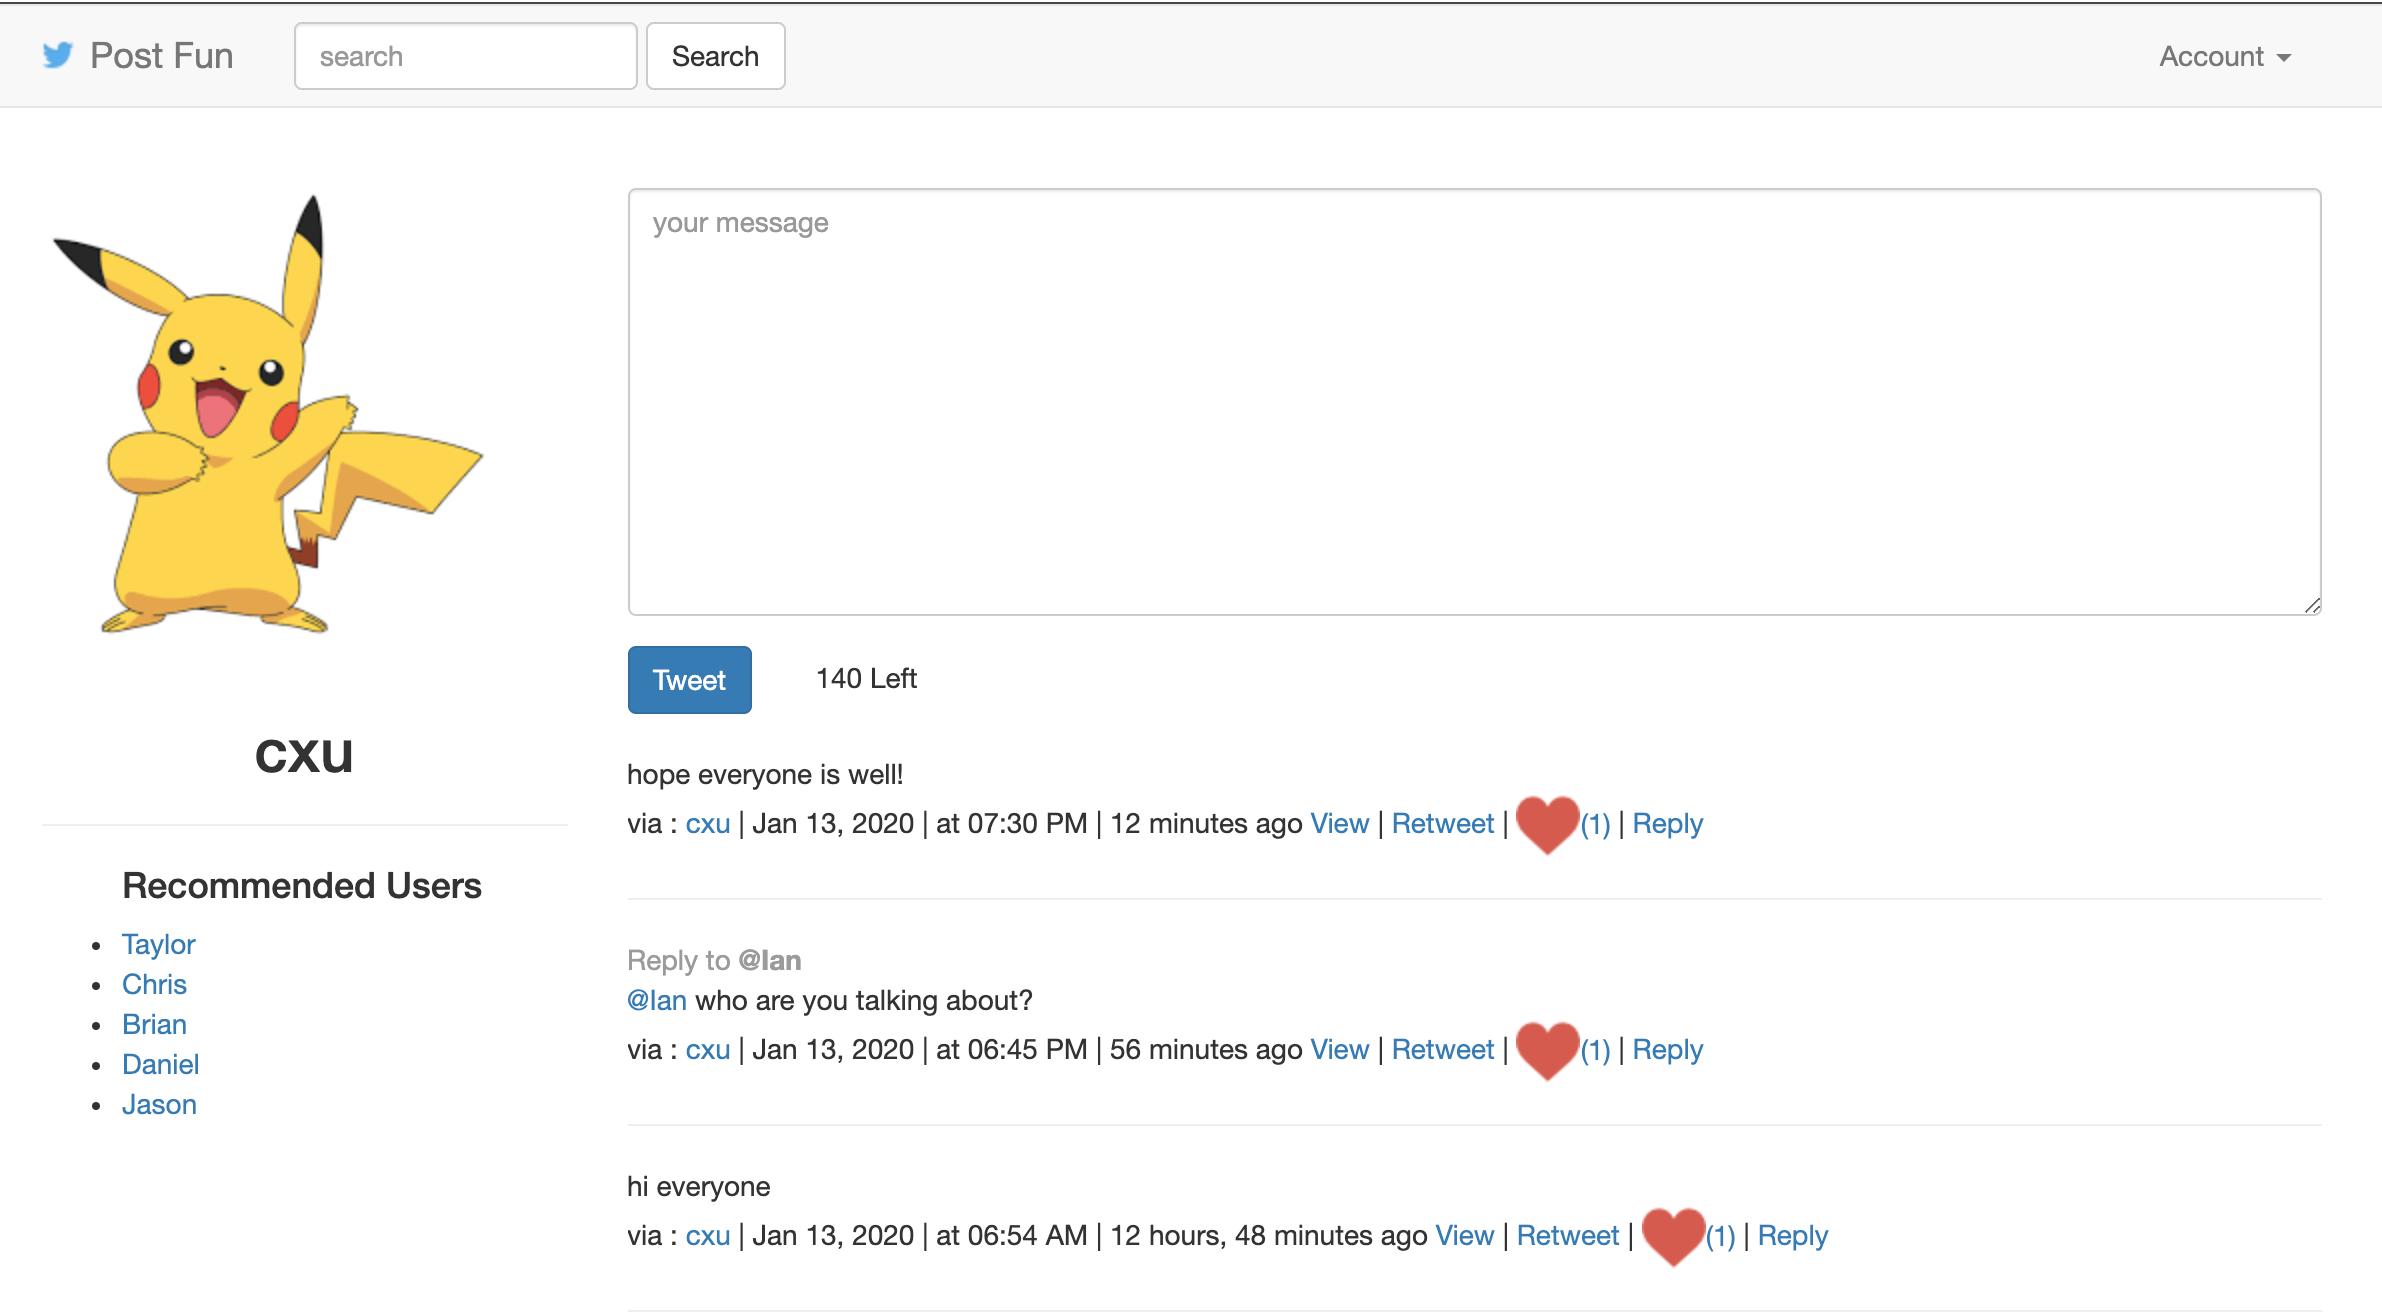 Post Fun
search
Search
Account
your message
Tweet
140 Left
cxu
Recommended Users
Taylor
Chris
Brian
Daniel
Jason
hope everyone is well!
via : cxu | Jan 13, 2020 | at 07:30 PM | 12 minutes ago View | Retweet | (1) | Reply
Reply to @Ian
@Ian who are you talking about?
via : cxu | Jan 13, 2020 | at 06:45 PM | 56 minutes ago View | Retweet | (1) | Reply
hi everyone
via : cxu | Jan 13, 2020 | at 06:54 AM | 12 hours, 48 minutes ago View | Retweet | (1) | Reply